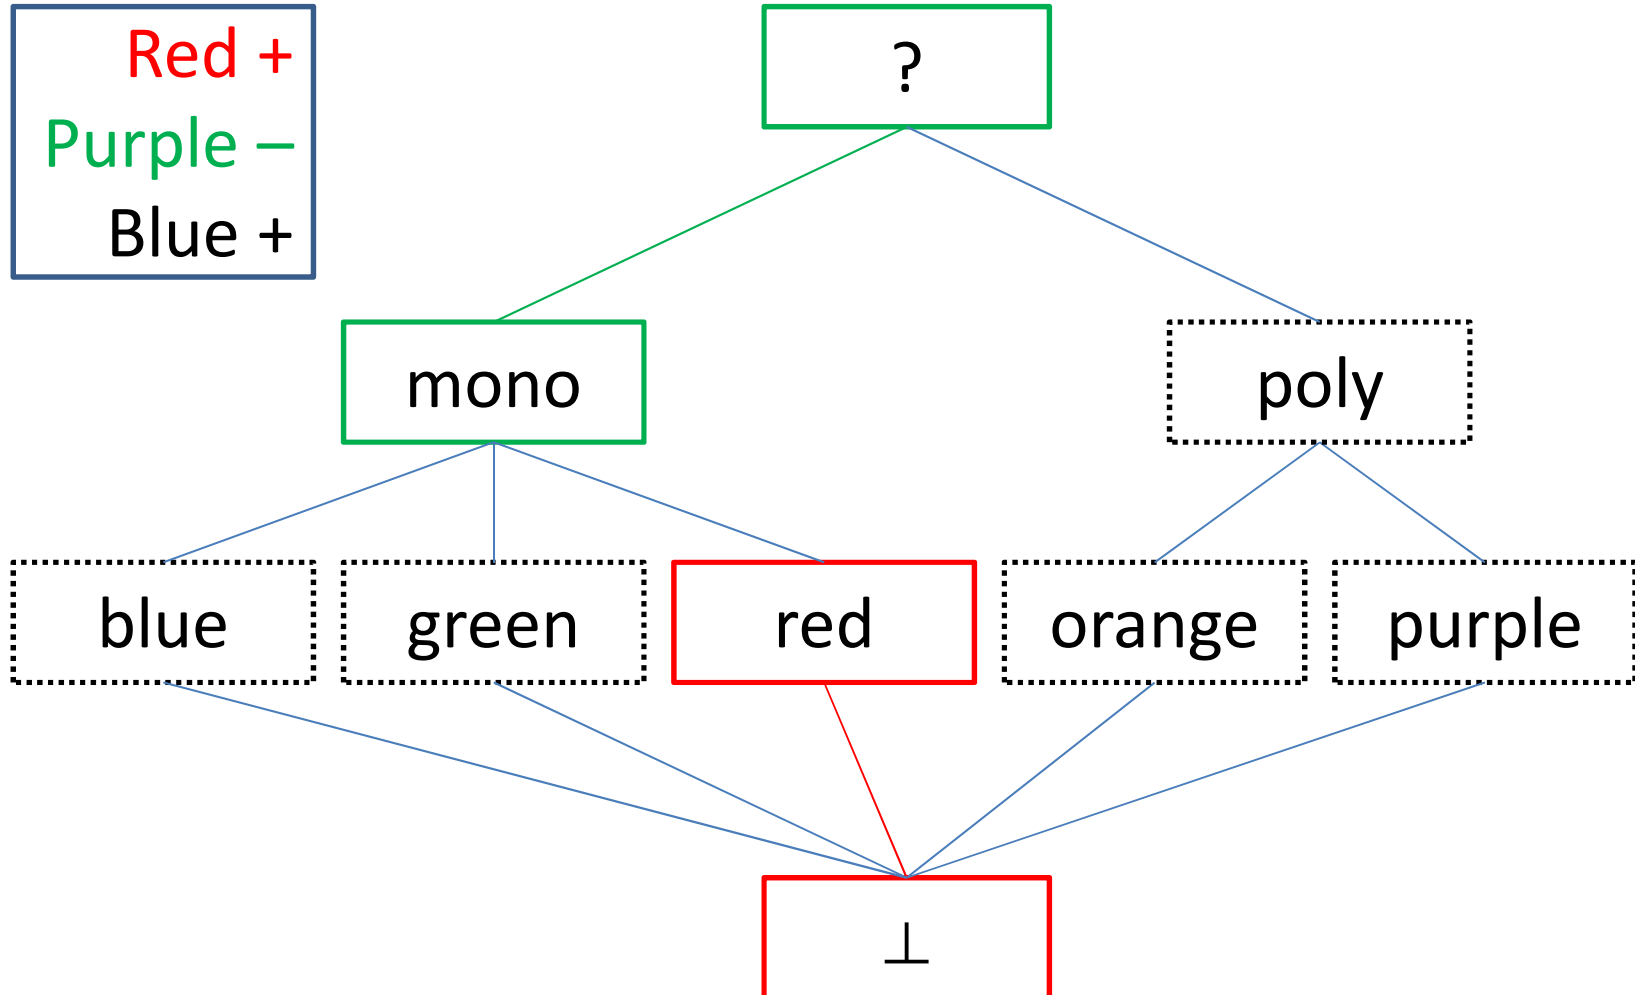 Red +
Purple –
Blue +
?
mono
poly
blue
green
red
orange
purple
⊥